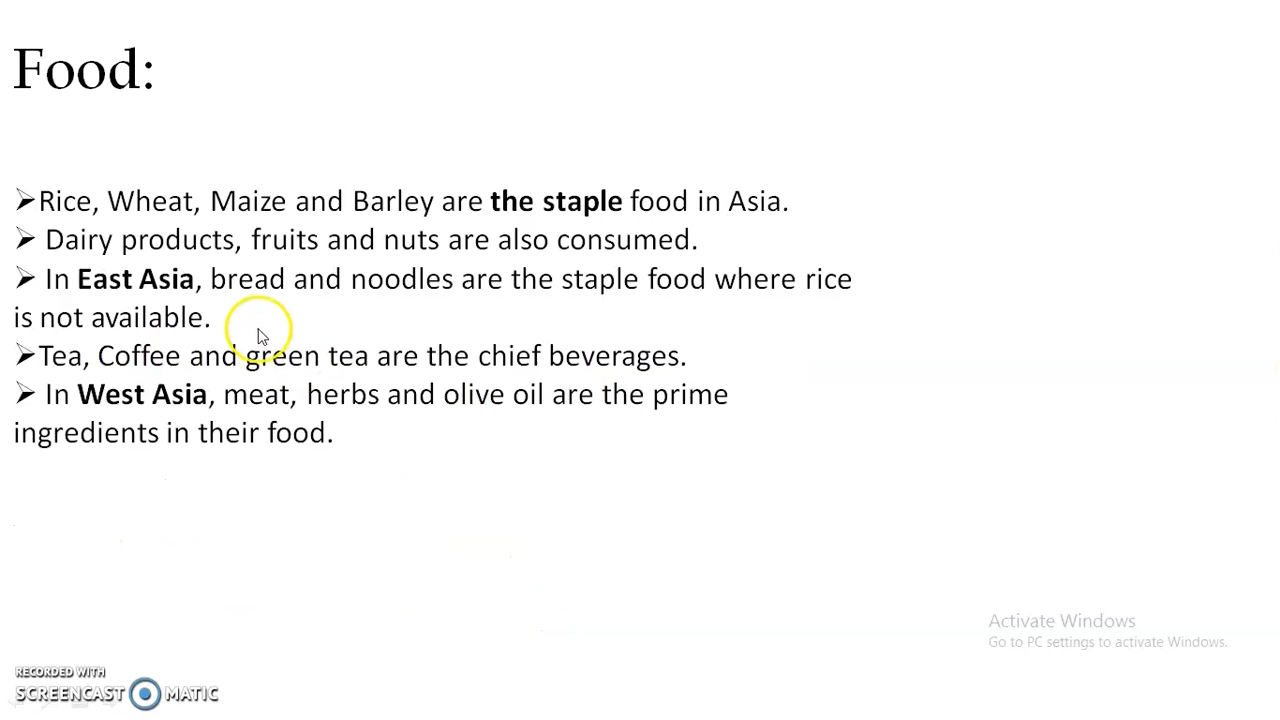 Food:
➢Rice, Wheat, Maize and Barley are the staple food in Asia.
➢ Dairy products, fruits and nuts are also consumed.
➢ In East Asia, bread and noodles are the staple food where rice
is not available.
➢Tea, Coffee and green tea are the chief beverages.
➢ In West Asia, meat, herbs and olive oil are the prime
ingredients in their food.
Activate Windows
Go to PC settings to activate Windows.
RECORDED WITH
SCREENCAST MATIC